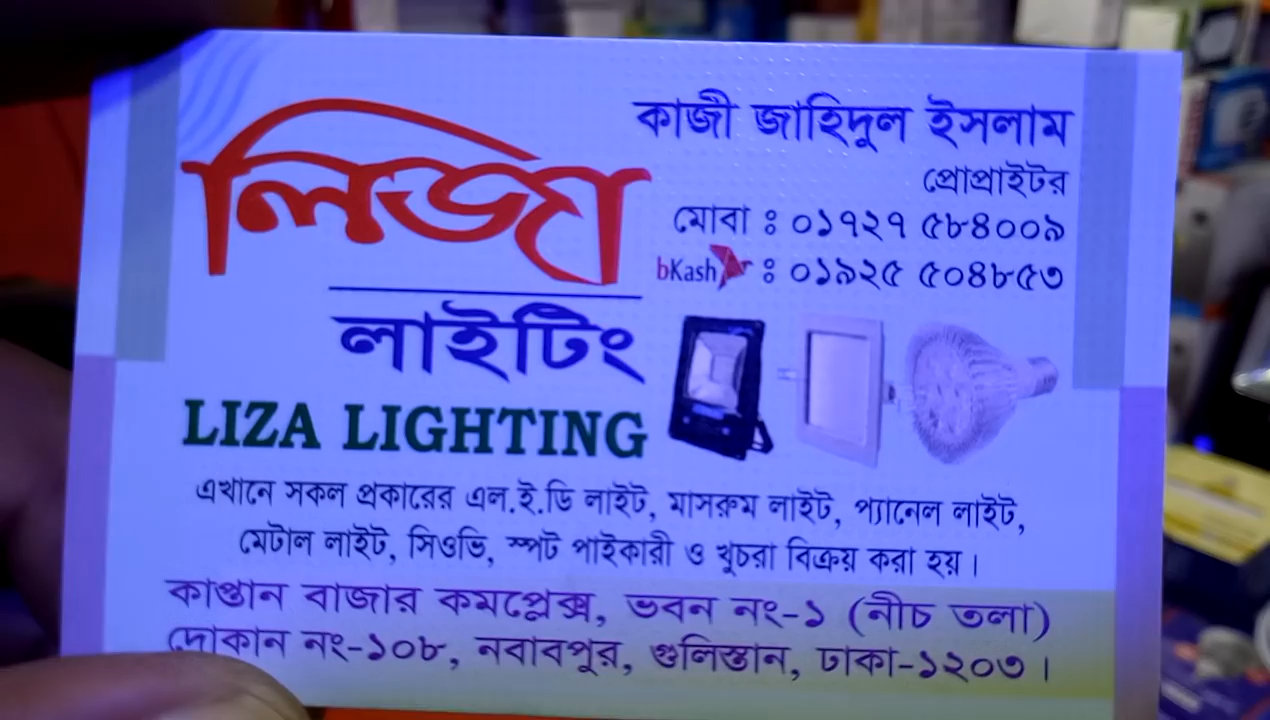 লিজা
লাইটিং
LIZA LIGHTING
কাজী জাহিদুল ইসলাম
প্রোপ্রাইটর
মোবা : ০১৭২৭ ৫৮৪০০৯
bKash : ০১৯২৫ ৫০৪৮৫৩
এখানে সকল প্রকারের এল.ই.ডি লাইট, মাসরুম লাইট, প্যানেল লাইট,
মেটাল লাইট, সিওভি, স্পট পাইকারী ও খুচরা বিক্রয় করা হয়।
কাপ্তান বাজার কমপ্লেক্স, ভবন নং-১ (নীচ তলা)
দোকান নং-১০৮, নবাবপুর, গুলিস্তান, ঢাকা-১২০৩।